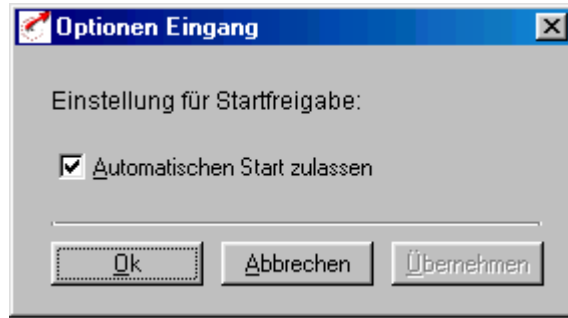 Optionen Eingang
Einstellung für Startfreigabe:
Automatischen Start zulassen
Ok Abbrechen Übernehmen